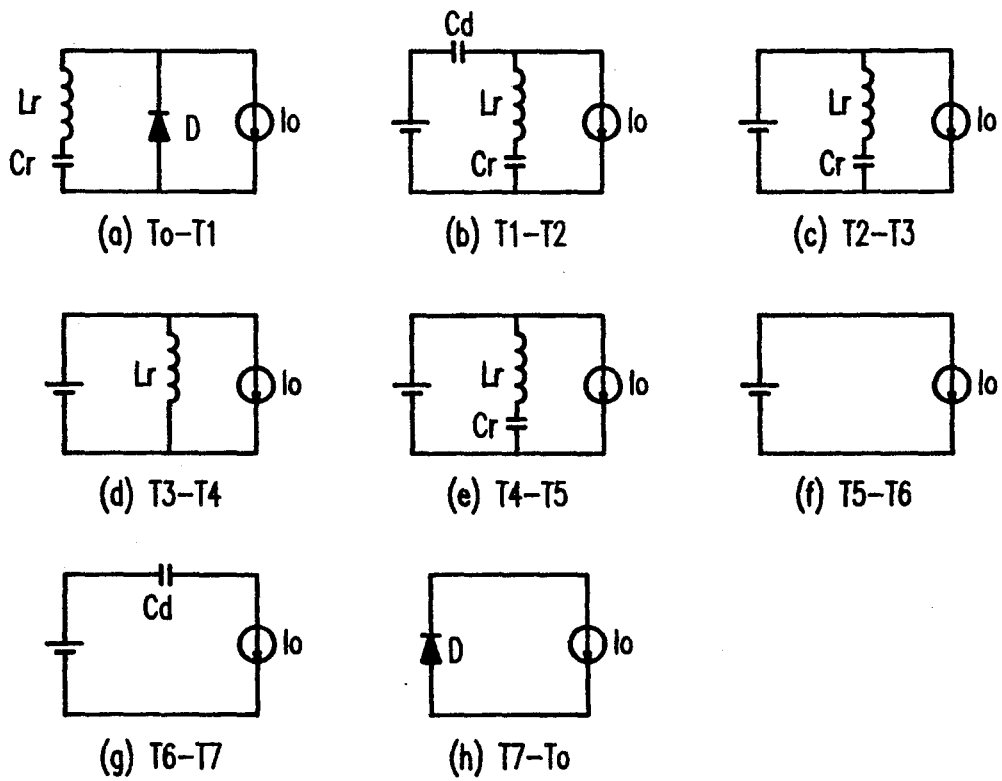 Lr
Cr
D
Io
(a) To-T1
Cd
Lr
Cr
Io
(b) T1-T2
Lr
Cr
Io
(c) T2-T3
Lr
Io
(d) T3-T4
Lr
Cr
Io
(e) T4-T5
Io
(f) T5-T6
Cd
Io
(g) T6-T7
D
Io
(h) T7-To